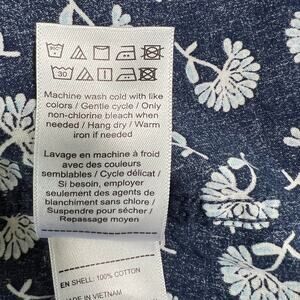 30
Machine wash cold with like
colors / Gentle cycle / Only
non-chlorine bleach when
needed / Hang dry / Warm
iron if needed
Lavage en machine à froid
avec des couleurs
semblables / Cycle délicat /
Si besoin, employer
seulement des agents de
blanchiment sans chlore /
Suspendre pour sécher /
Repassage moyen
EN SHELL: 100% COTTON
MADE IN VIETNAM